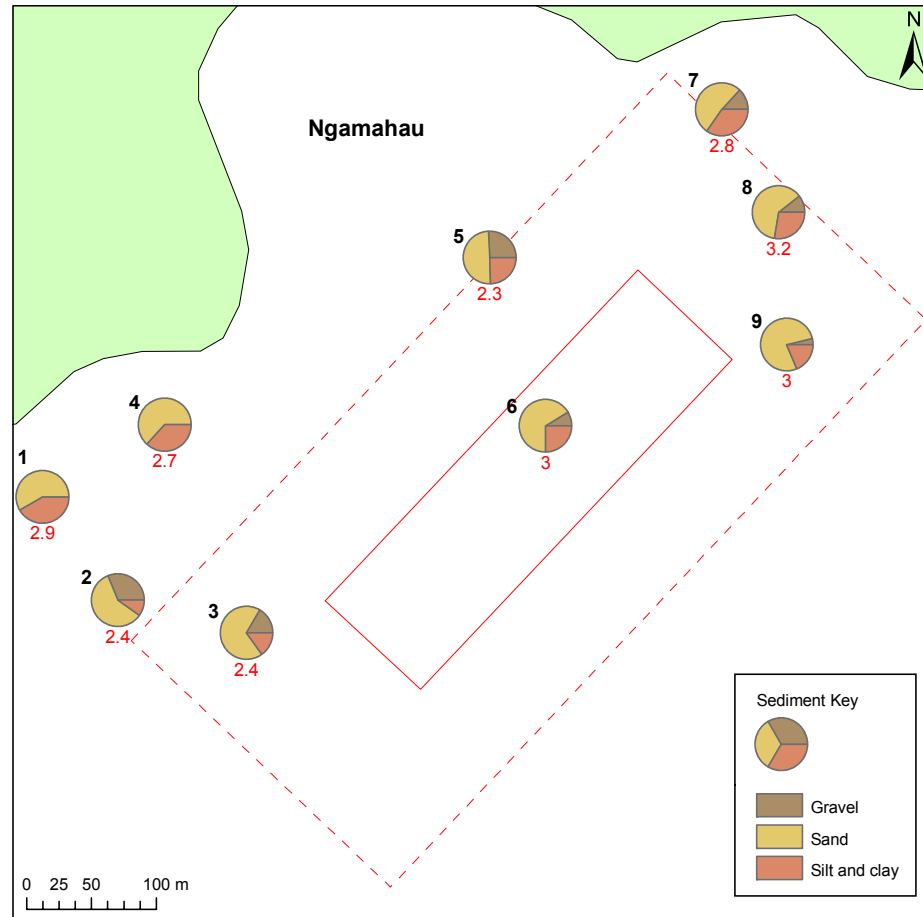 N
7
Ngamahau
2.8
8
3.2
5
2.3
9
3
4
2.7
6
3
1
2.9
2
2.4
3
2.4
Sediment Key
Gravel
Sand
Silt and clay
0 25 50 100 m